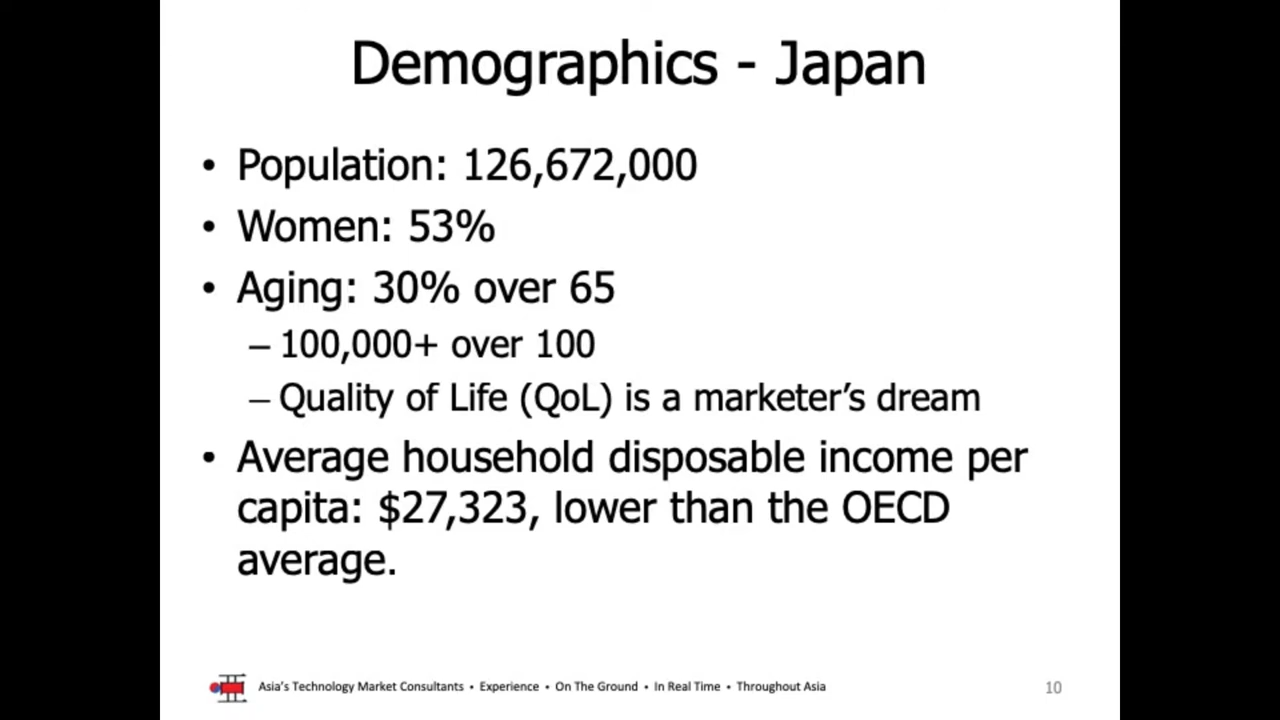 Demographics - Japan
• Population: 126,672,000
• Women: 53%
• Aging: 30% over 65
– 100,000+ over 100
– Quality of Life (QoL) is a marketer’s dream
• Average household disposable income per
capita: $27,323, lower than the OECD
average.
Asia’s Technology Market Consultants • Experience • On The Ground • In Real Time • Throughout Asia
10